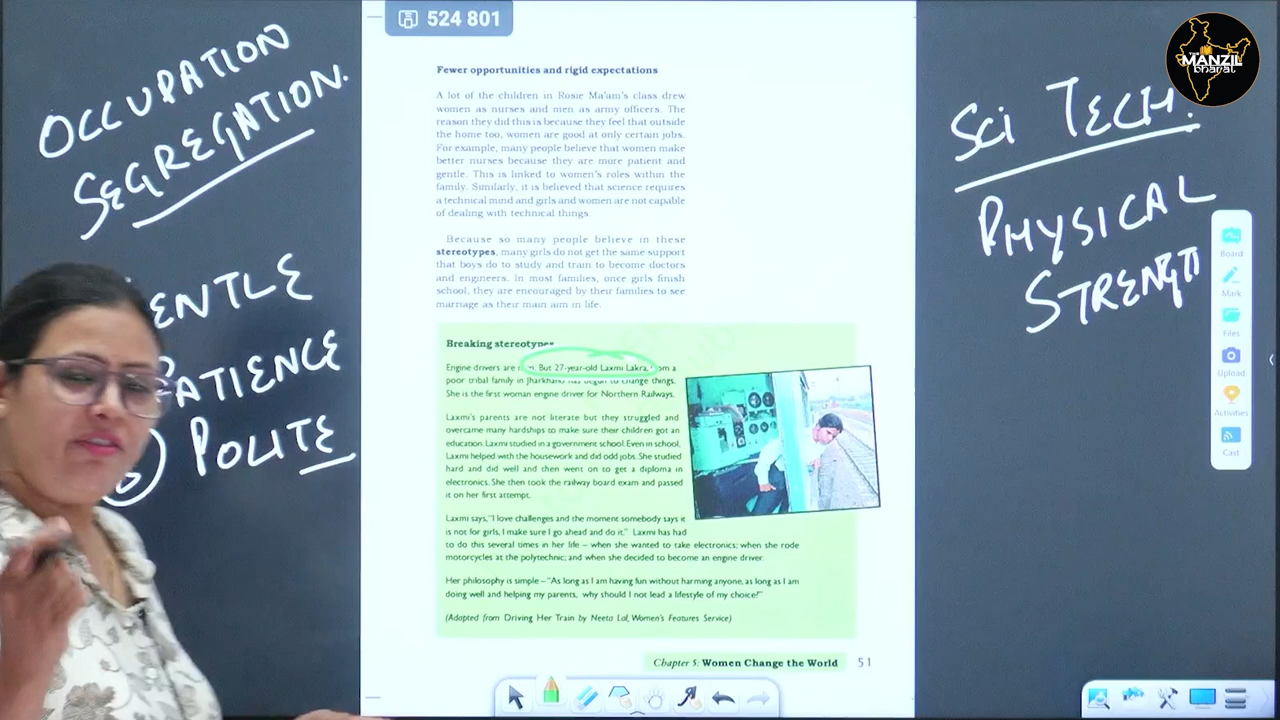 524 801
THE
MANZIL
bharat
OCCUPATION
SEGREGATION.
ENTLE
PATIENCE
POLITE
Fewer opportunities and rigid expectations
A lot of the children in Rosie Ma'am's class drew
women as nurses and men as army officers. The
reason they did this is because they feel that outside
the home too, women are good at only certain jobs.
For example, many people believe that women make
better nurses because they are more patient and
gentle. This is linked to women's roles within the
family. Similarly, it is believed that science requires
a technical mind and girls and women are not capable
of dealing with technical things.
Because so many people believe in these
stereotypes, many girls do not get the same support
that boys do to study and train to become doctors
and engineers. In most families, once girls finish
school, they are encouraged by their families to see
marriage as their main aim in life.
Breaking stereotypes
Engine drivers are But 27-year-old Laxmi Lakra, from a
poor tribal family in Jharkhand has begun to change things.
She is the first woman engine driver for Northern Railways.
Laxmi's parents are not literate but they struggled and
overcame many hardships to make sure their children got an
education. Laxmi studied in a government school. Even in school,
Laxmi helped with the housework and did odd jobs. She studied
hard and did well and then went on to get a diploma in
electronics. She then took the railway board exam and passed
it on her first attempt.
Laxmi says, "I love challenges and the moment somebody says it
is not for girls, I make sure I go ahead and do it." Laxmi has had
to do this several times in her life – when she wanted to take electronics; when she rode
motorcycles at the polytechnic; and when she decided to become an engine driver.
Her philosophy is simple – "As long as I am having fun without harming anyone, as long as I am
doing well and helping my parents, why should I not lead a lifestyle of my choice?"
(Adapted from Driving Her Train by Neeta Lal, Women's Features Service)
Chapter 5: Women Change the World 51
SCI TECH.
PHYSICAL
STRENGTH
Board
Mark
Files
Upload
Activities
Cast